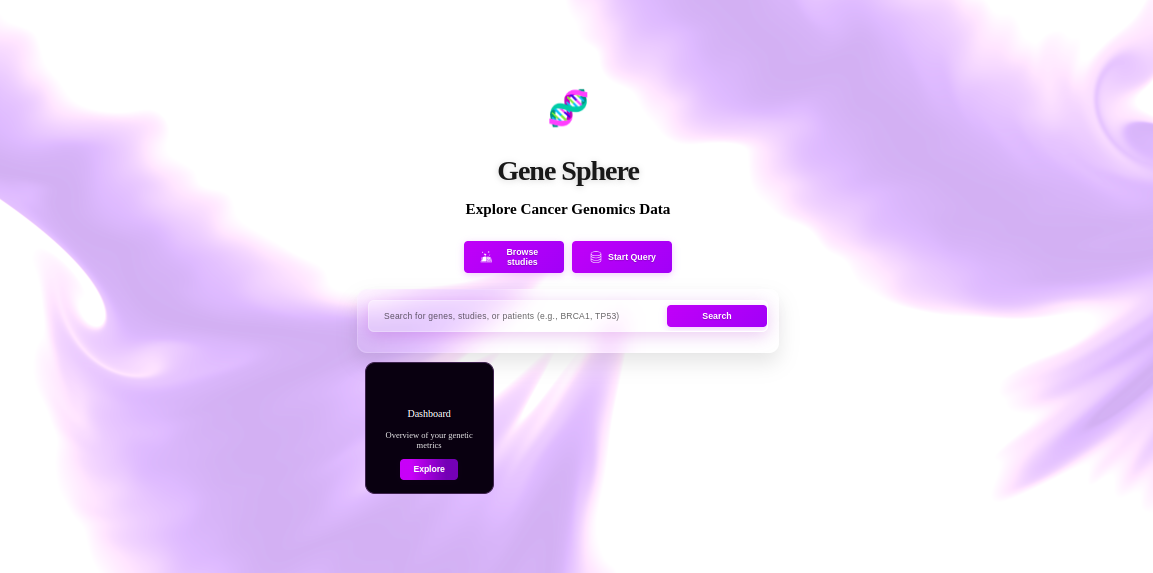 Gene Sphere
Explore Cancer Genomics Data
Browse
studies
Start Query
Search for genes, studies, or patients (e.g., BRCA1, TP53)
Search
Dashboard
Overview of your genetic
metrics
Explore